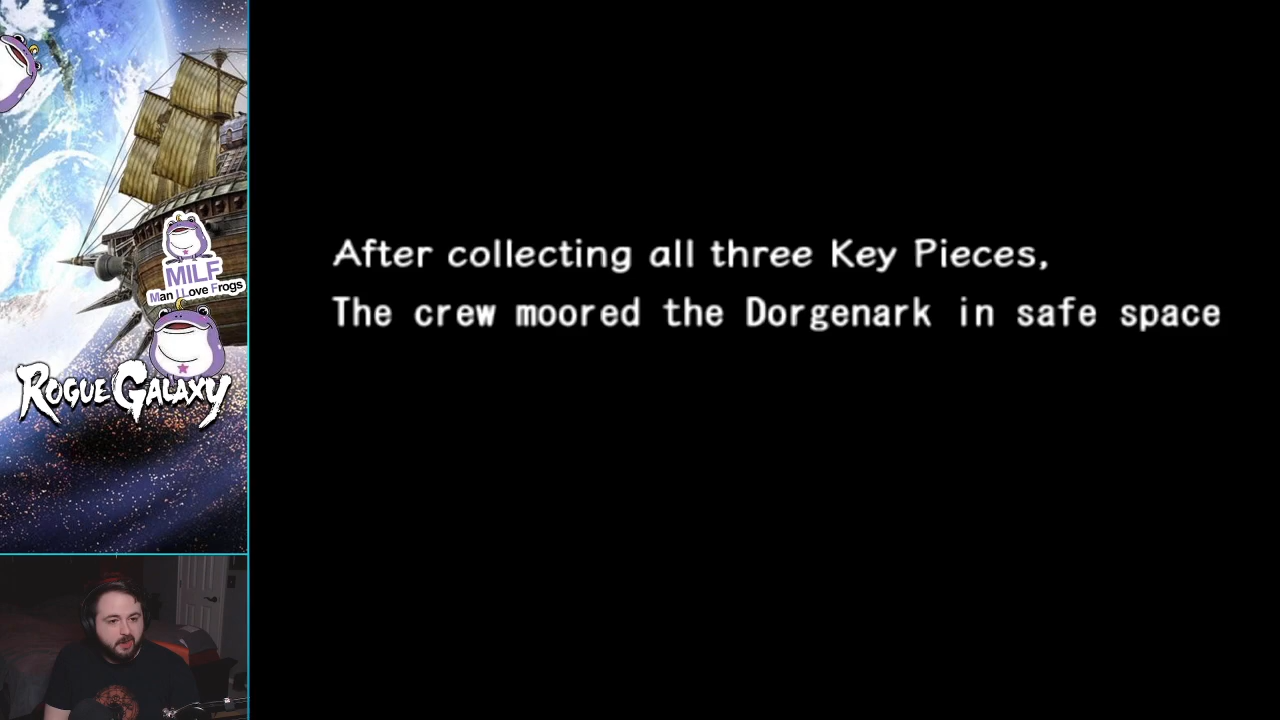 After collecting all three Key Pieces,
The crew moored the Dorgenark in safe space
MILF
Man I Love Frogs
ROGUE GALAXY